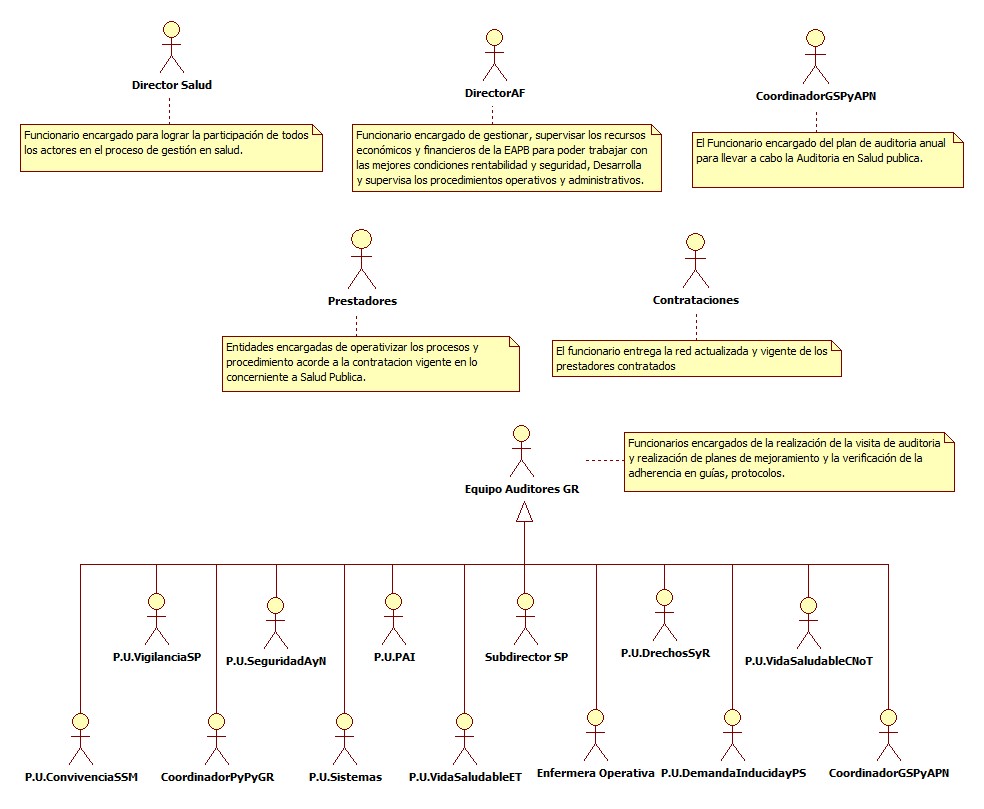 Director Salud
DirectorAF
CoordinadorGSPyAPN
Funcionario encargado para lograr la participación de todos
los actores en el proceso de gestión en salud.
Funcionario encargado de gestionar, supervisar los recursos
económicos y financieros de la EAPB para poder trabajar con
las mejores condiciones rentabilidad y seguridad, Desarrolla
y supervisa los procedimientos operativos y administrativos.
El Funcionario encargado del plan de auditoria anual
para llevar a cabo la Auditoria en Salud publica.
Prestadores
Contrataciones
Entidades encargadas de operativizar los procesos y
procedimiento acorde a la contratacion vigente en lo
concerniente a Salud Publica.
El funcionario entrega la red actualizada y vigente de los
prestadores contratados
Equipo Auditores GR
Funcionarios encargados de la realización de la visita de auditoria
y realización de planes de mejoramiento y la verificación de la
adherencia en guías, protocolos.
P.U.VigilanciaSP
P.U.SeguridadAyN
P.U.PAI
Subdirector SP
P.U.DrechosSyR
P.U.VidaSaludableCNoT
P.U.ConvivenciaSSM
CoordinadorPyPyGR
P.U.Sistemas
P.U.VidaSaludableET
Enfermera Operativa
P.U.DemandaInducidayPS
CoordinadorGSPyAPN